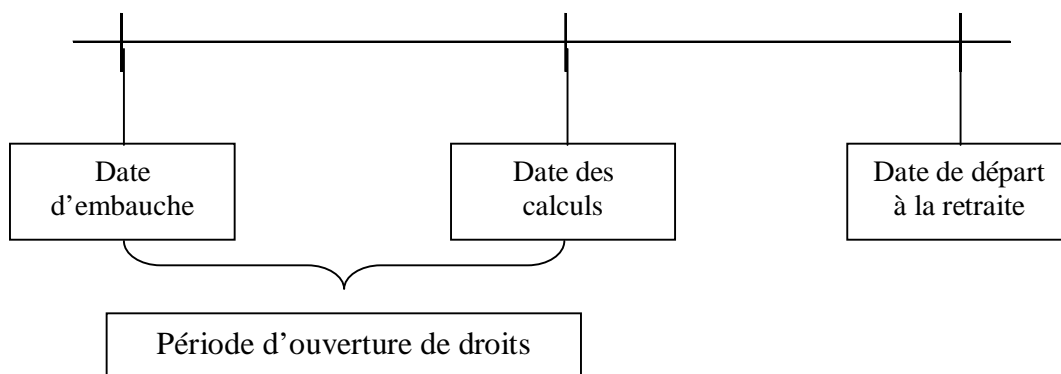 Date
d’embauche
Date des
calculs
Date de départ
à la retraite
Période d’ouverture de droits